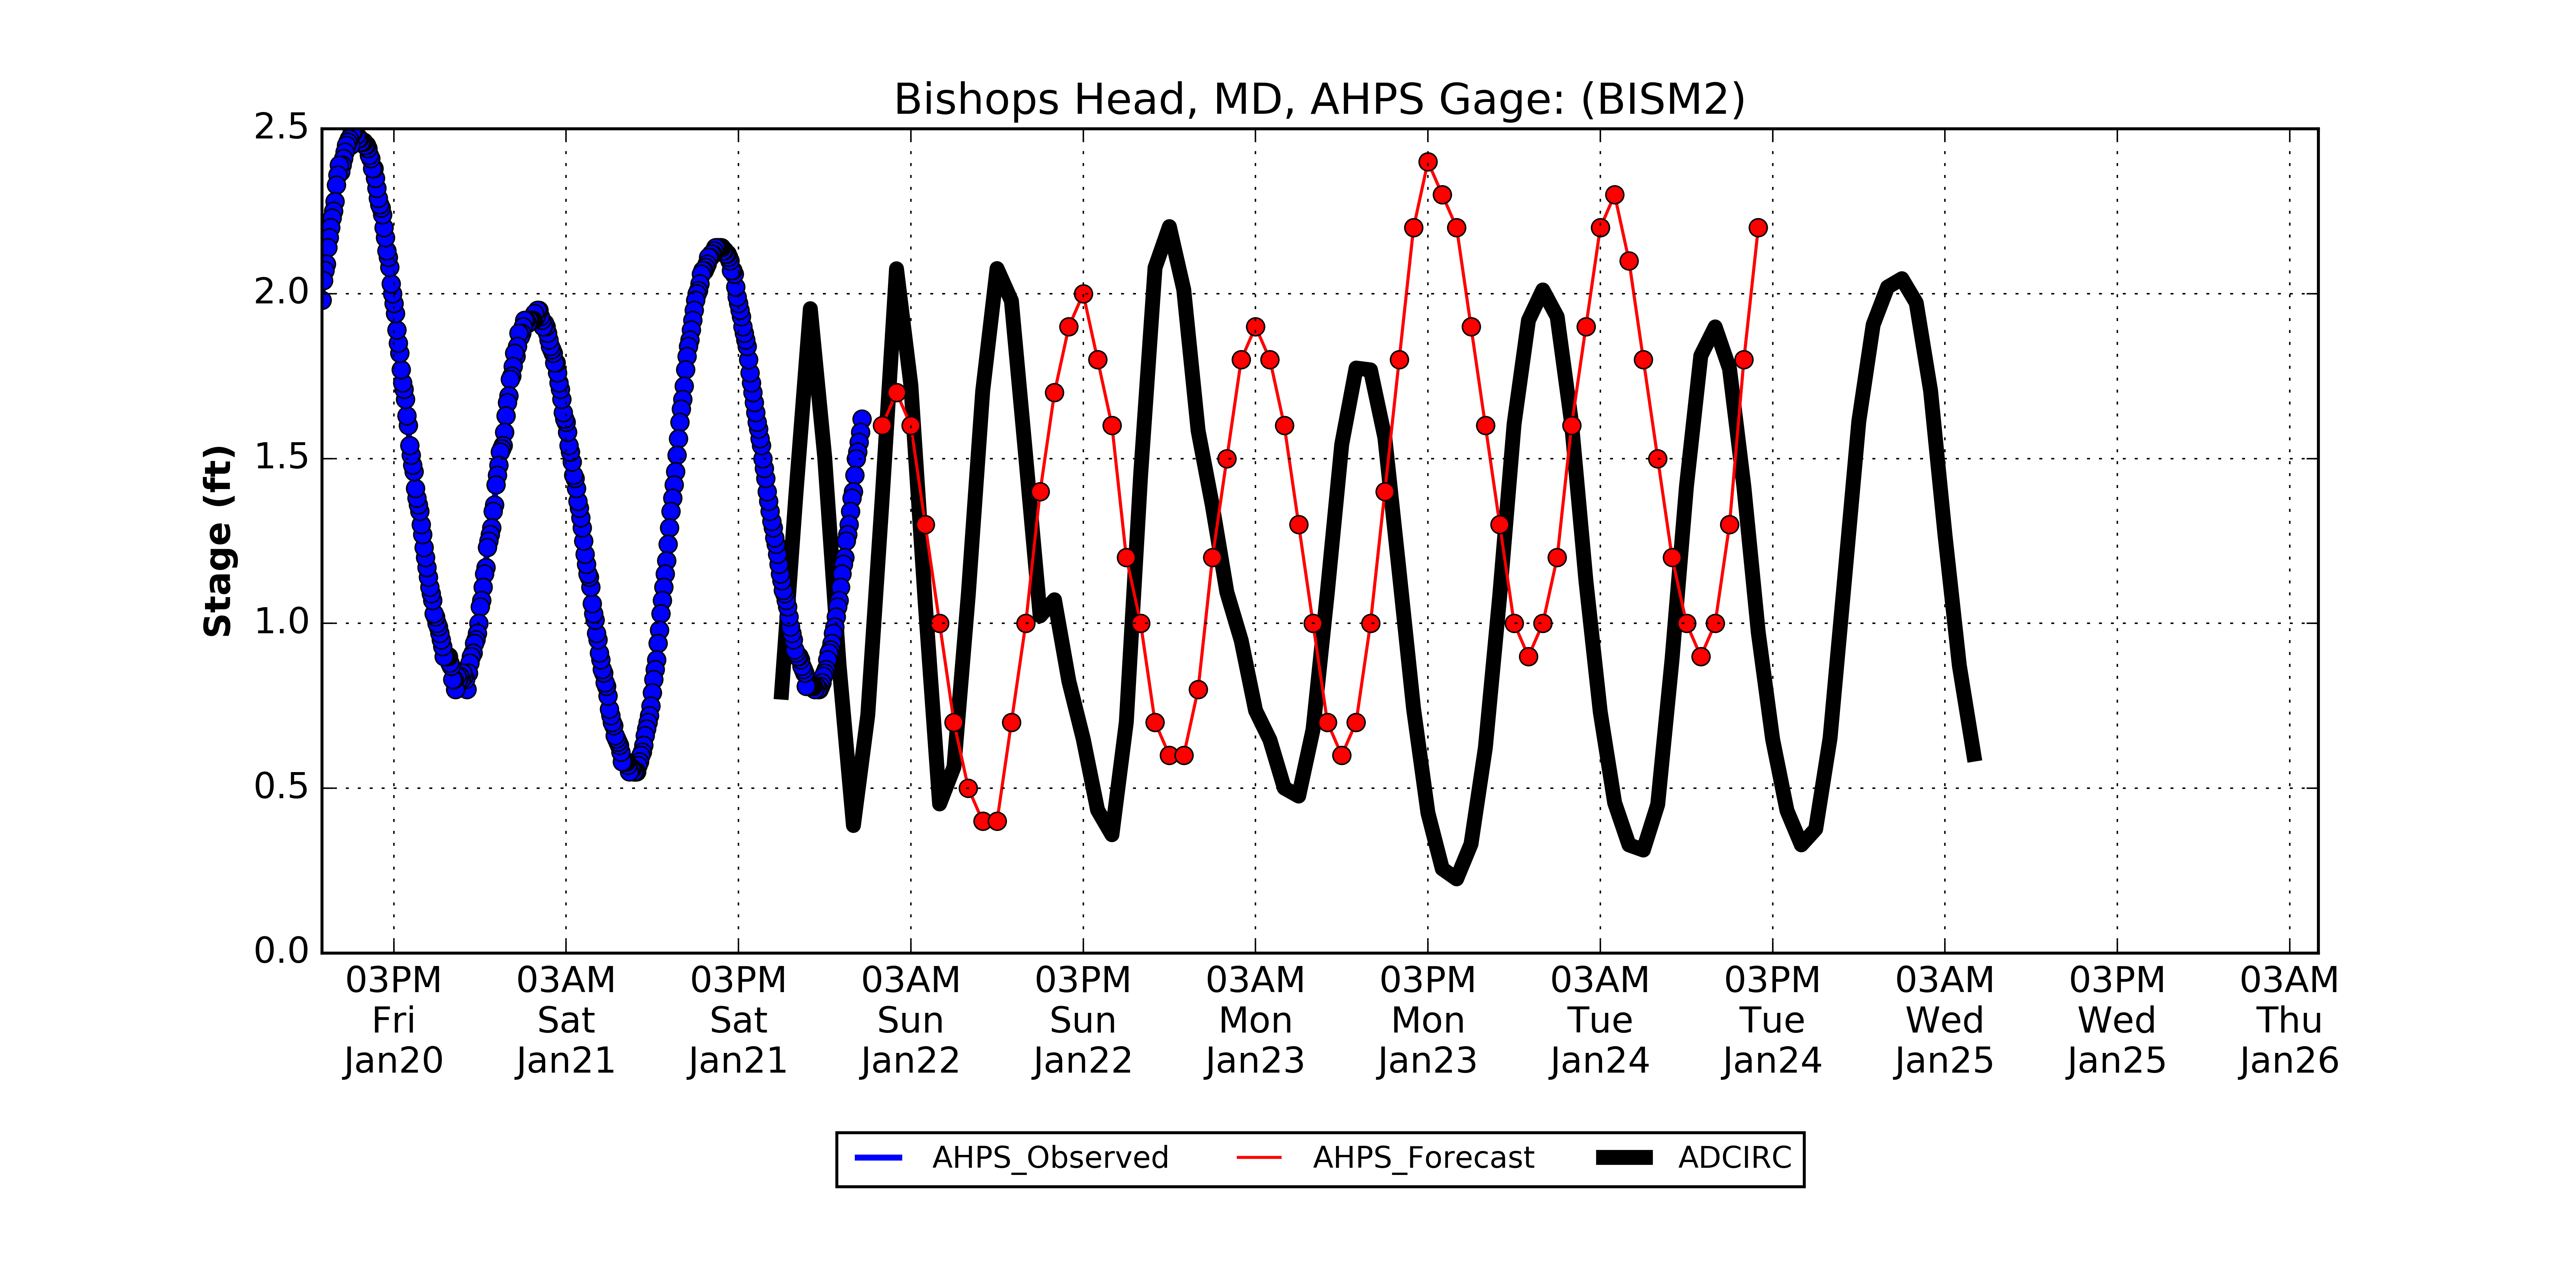 Bishops Head, MD, AHPS Gage: (BISM2)
Stage (ft)
2.5
2.0
1.5
1.0
0.5
0.0
03PM 03AM 03PM 03AM 03PM 03AM 03PM 03AM 03PM 03AM 03PM 03AM
Fri Sat Sat Sun Sun Mon Mon Tue Tue Wed Wed Thu
Jan20 Jan21 Jan21 Jan22 Jan22 Jan23 Jan23 Jan24 Jan24 Jan25 Jan25 Jan26
AHPS_Observed AHPS_Forecast ADCIRC